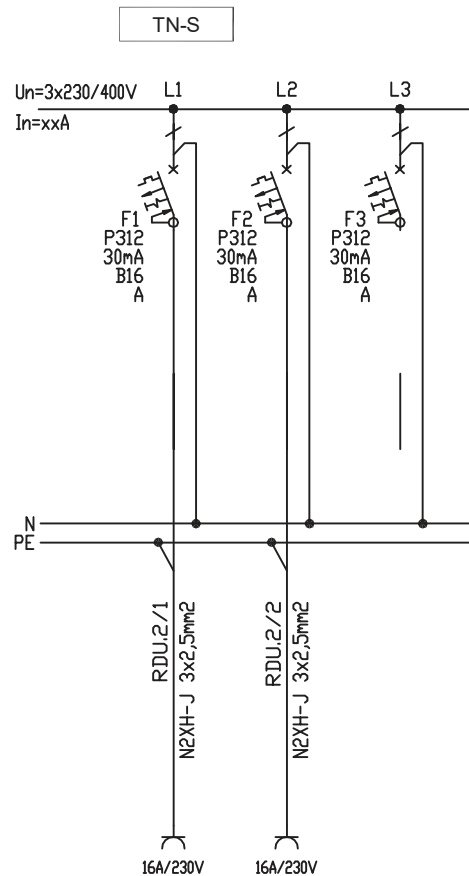 TN-S
Un=3x230/400V L1 L2 L3
In=xxA
F1 F2 F3
P312 P312 P312
30mA 30mA 30mA
B16 B16 B16
A A A
N
PE
RDU.2/1
N2XH-J 3x2,5mm2
RDU.2/2
N2XH-J 3x2,5mm2
16A/230V 16A/230V